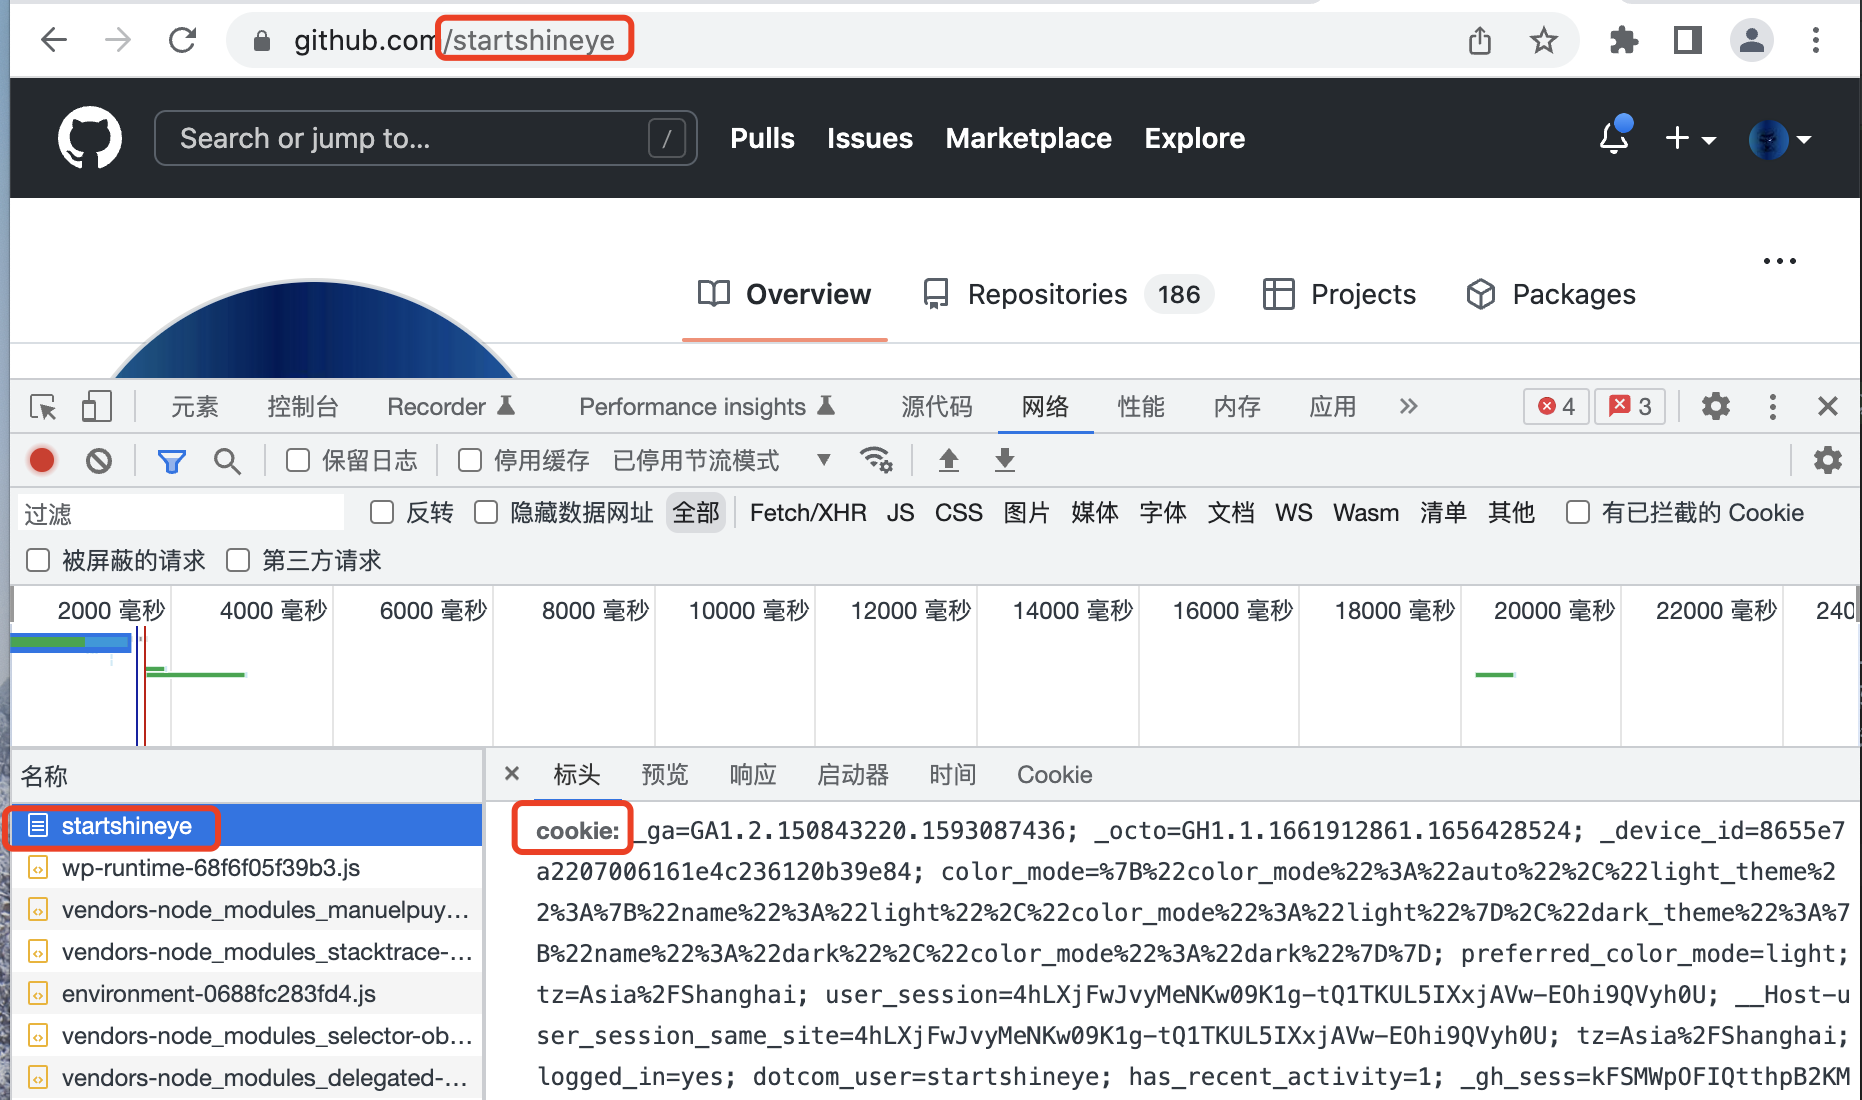 github.com/startshineye
Search or jump to... / Pulls Issues Marketplace Explore
Overview Repositories 186 Projects Packages
元素 控制台 Recorder Performance insights 源代码 网络 性能 内存 应用 4 3
保留日志 停用缓存 已停用节流模式
过滤 反转 隐藏数据网址 全部 Fetch/XHR JS CSS 图片 媒体 字体 文档 WS Wasm 清单 其他 有已拦截的 Cookie
被屏蔽的请求 第三方请求
2000 毫秒 4000 毫秒 6000 毫秒 8000 毫秒 10000 毫秒 12000 毫秒 14000 毫秒 16000 毫秒 18000 毫秒 20000 毫秒 22000 毫秒 240
名称
startshineye
wp-runtime-68f6f05f39b3.js
vendors-node_modules_manuelpuy...
vendors-node_modules_stacktrace-...
environment-0688fc283fd4.js
vendors-node_modules_selector-ob...
vendors-node_modules_delegated-...
标头 预览 响应 启动器 时间 Cookie
cookie: _ga=GA1.2.150843220.1593087436; _octo=GH1.1.1661912861.1656428524; _device_id=8655e7
a2207006161e4c236120b39e84; color_mode=%7B%22color_mode%22%3A%22auto%22%2C%22light_theme%2
2%3A%7B%22name%22%3A%22light%22%2C%22color_mode%22%3A%22light%22%7D%2C%22dark_theme%22%3A%7
B%22name%22%3A%22dark%22%2C%22color_mode%22%3A%22dark%22%7D%7D; preferred_color_mode=light;
tz=Asia%2FShanghai; user_session=4hLXjFwJvyMeNKw09K1g-tQ1TKUL5IXxjAVw-EOhi9QVyh0U; __Host-u
ser_session_same_site=4hLXjFwJvyMeNKw09K1g-tQ1TKUL5IXxjAVw-EOhi9QVyh0U; tz=Asia%2FShanghai;
logged_in=yes; dotcom_user=startshineye; has_recent_activity=1; _gh_sess=kFSMWpOFIQtthpB2KM